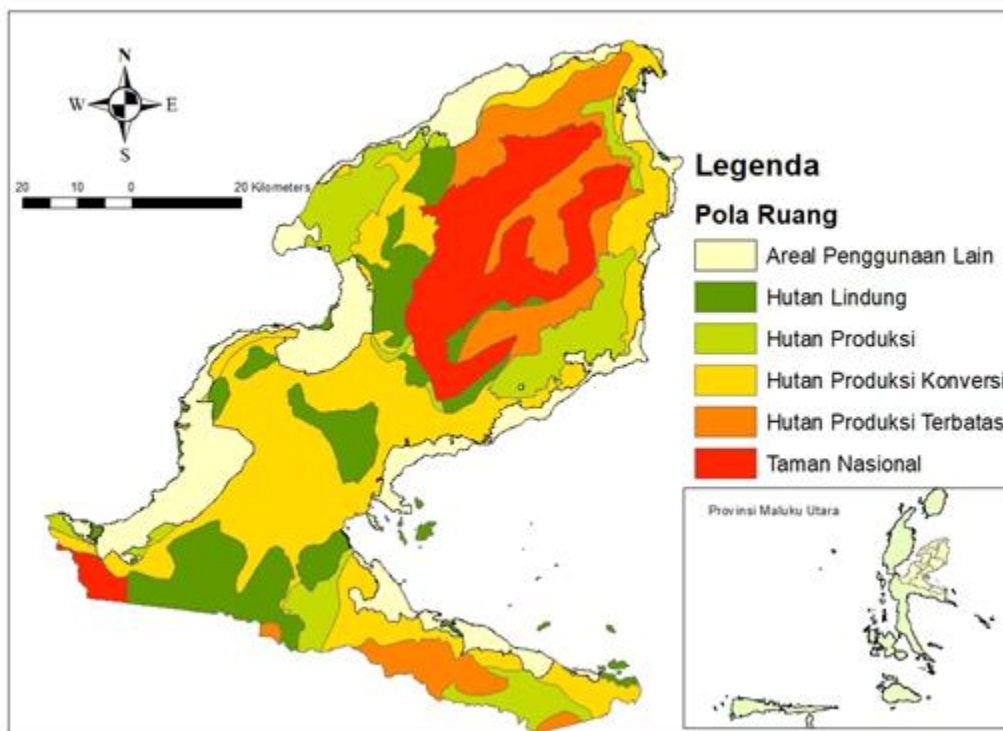 N
W E
S
20 10 0 20 Kilometers
Legenda
Pola Ruang
Areal Penggunaan Lain
Hutan Lindung
Hutan Produksi
Hutan Produksi Konversi
Hutan Produksi Terbatas
Taman Nasional
Provinsi Maluku Utara